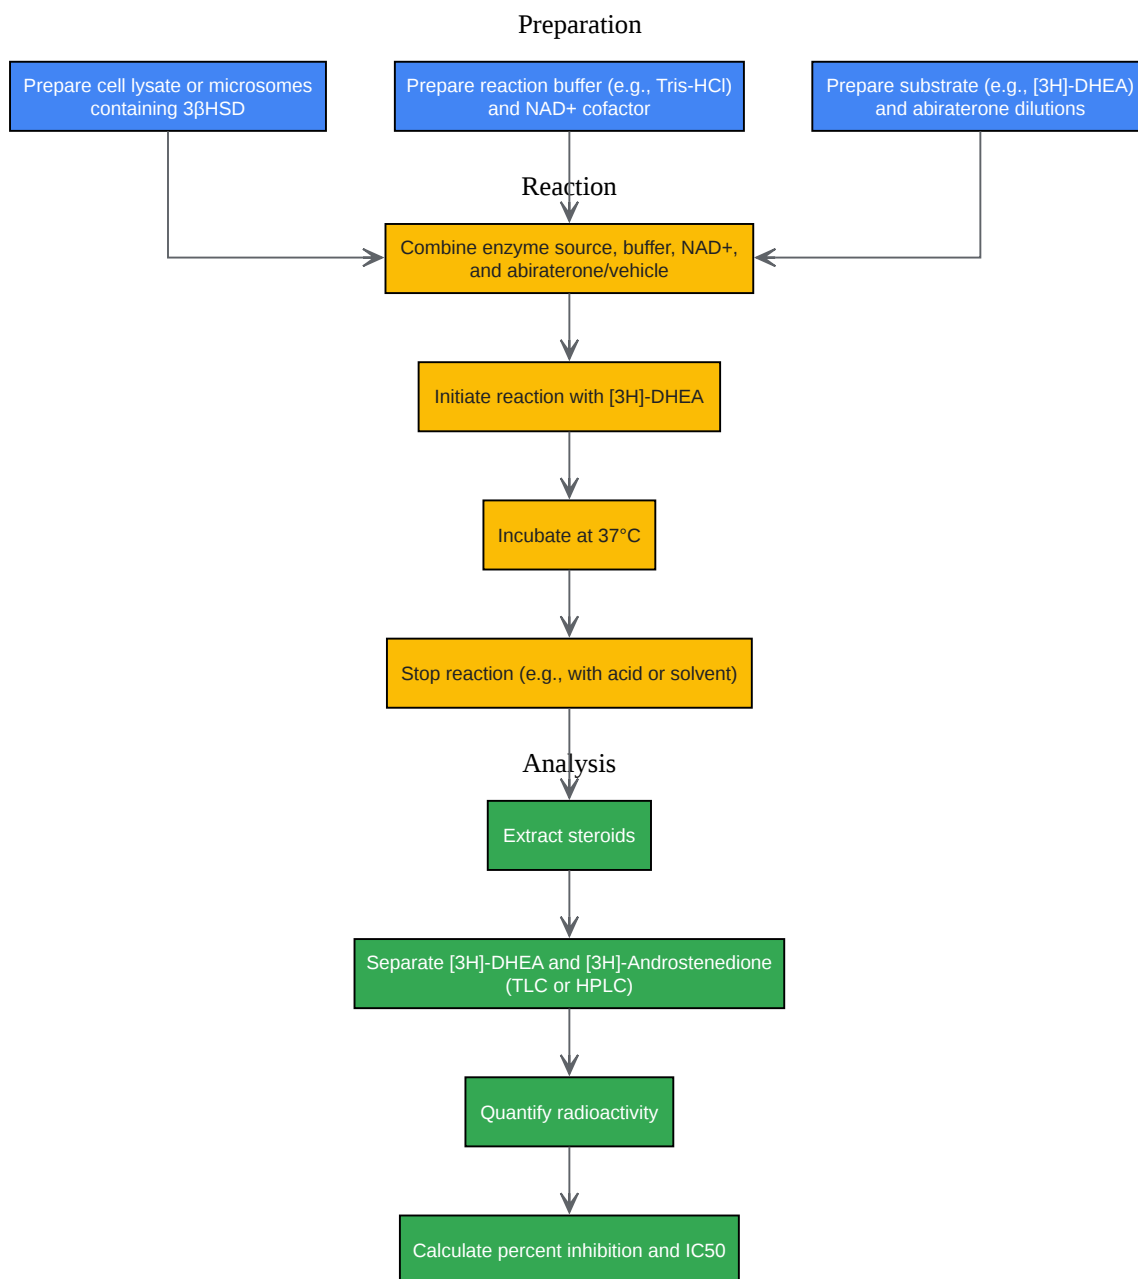 Preparation
Prepare cell lysate or microsomes
containing 3βHSD
Prepare reaction buffer (e.g., Tris-HCl)
and NAD+ cofactor
Prepare substrate (e.g., [3H]-DHEA)
and abiraterone dilutions
Reaction
Combine enzyme source, buffer, NAD+,
and abiraterone/vehicle
Initiate reaction with [3H]-DHEA
Incubate at 37°C
Stop reaction (e.g., with acid or solvent)
Analysis
Extract steroids
Separate [3H]-DHEA and [3H]-Androstenedione
(TLC or HPLC)
Quantify radioactivity
Calculate percent inhibition and IC50